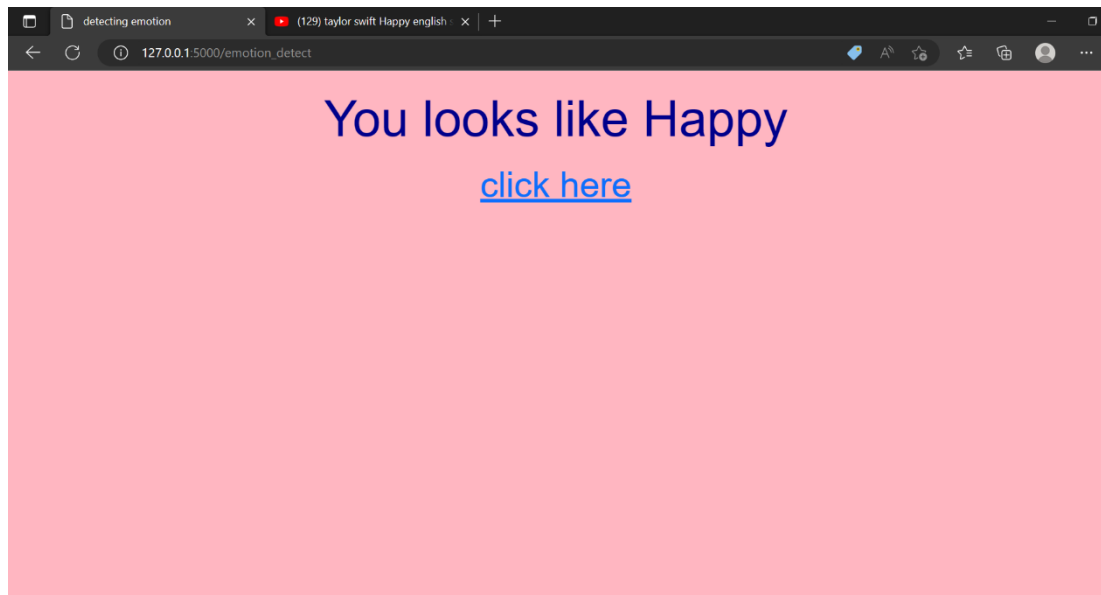 detecting emotion
(129) taylor swift Happy english s
127.0.0.1:5000/emotion_detect
You looks like Happy
click here